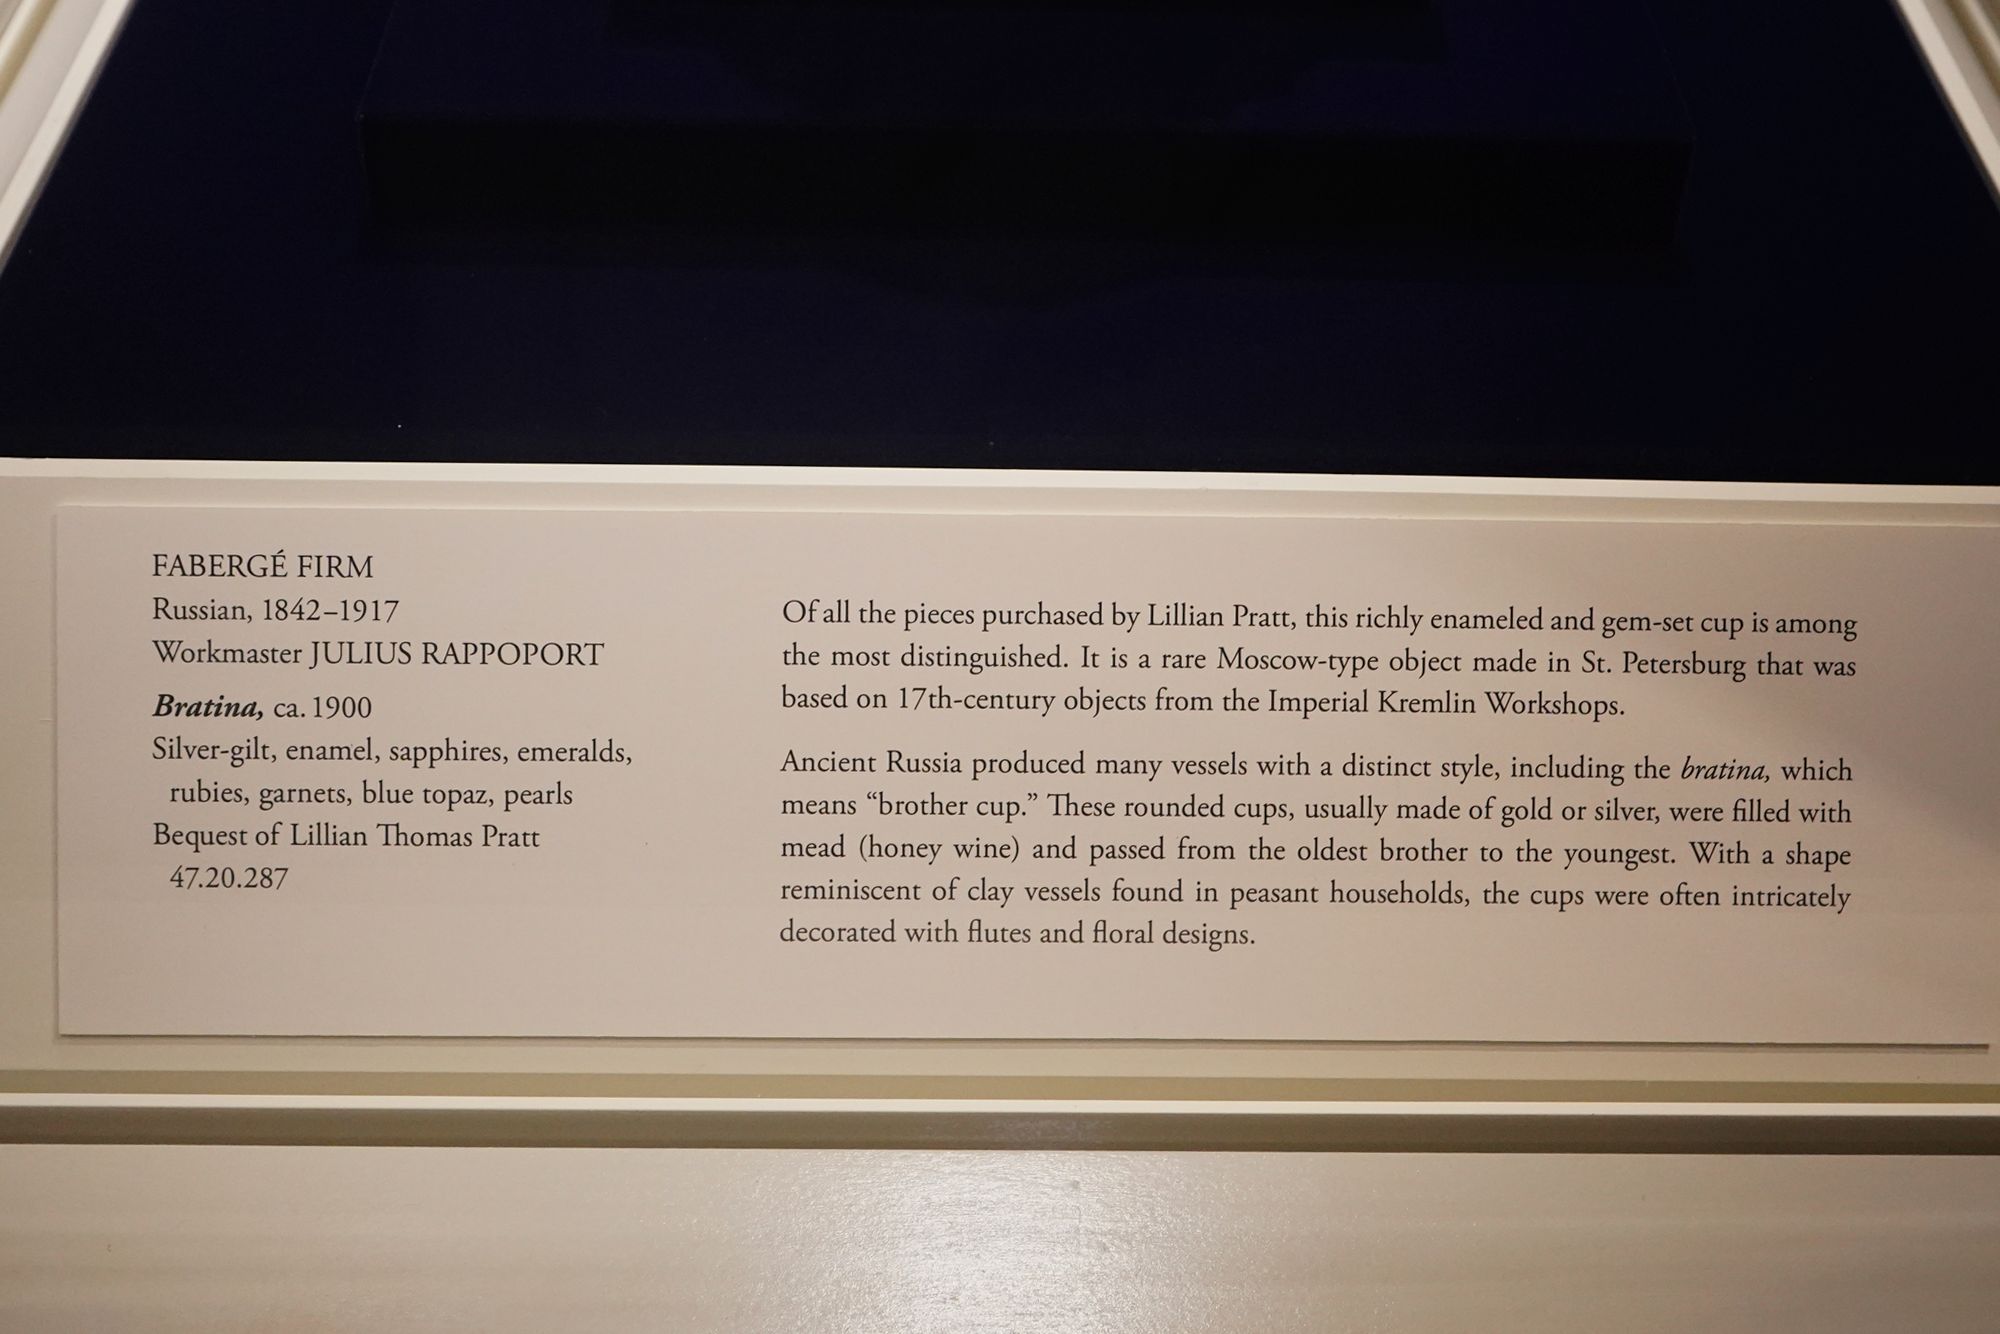 FABERGÉ FIRM
Russian, 1842–1917
Workmaster JULIUS RAPPOPORT
Bratina, ca. 1900
Silver-gilt, enamel, sapphires, emeralds,
rubies, garnets, blue topaz, pearls
Bequest of Lillian Thomas Pratt
47.20.287
Of all the pieces purchased by Lillian Pratt, this richly enameled and gem-set cup is among
the most distinguished. It is a rare Moscow-type object made in St. Petersburg that was
based on 17th-century objects from the Imperial Kremlin Workshops.
Ancient Russia produced many vessels with a distinct style, including the bratina, which
means “brother cup.” These rounded cups, usually made of gold or silver, were filled with
mead (honey wine) and passed from the oldest brother to the youngest. With a shape
reminiscent of clay vessels found in peasant households, the cups were often intricately
decorated with flutes and floral designs.